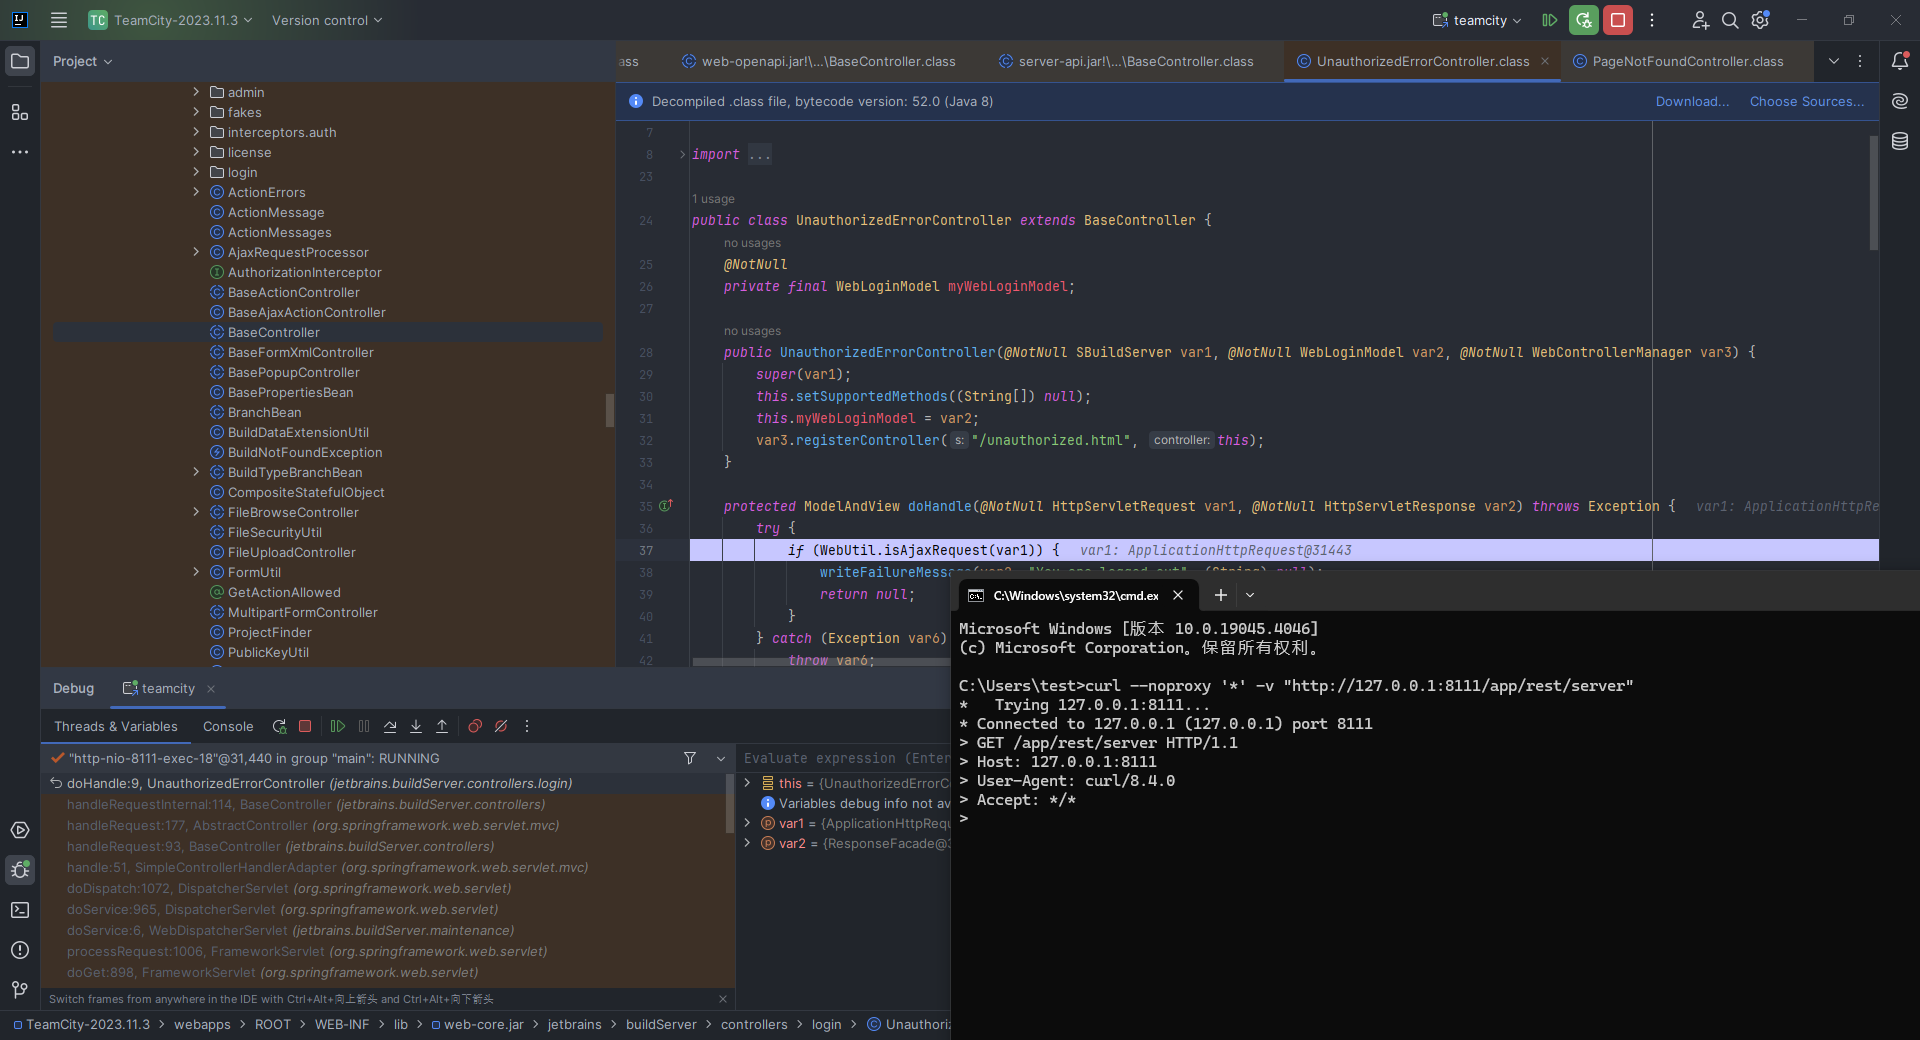 TC TeamCity-2023.11.3 Version control teamcity
Project
ass web-openapi.jar!\...\BaseController.class server-api.jar!\...\BaseController.class UnauthorizedErrorController.class PageNotFoundController.class
Decompiled .class file, bytecode version: 52.0 (Java 8) Download... Choose Sources...
admin
fakes
interceptors.auth
license
login
ActionErrors
ActionMessage
ActionMessages
AjaxRequestProcessor
AuthorizationInterceptor
BaseActionController
BaseAjaxActionController
BaseController
BaseFormXmlController
BasePopupController
BasePropertiesBean
BranchBean
BuildDataExtensionUtil
BuildNotFoundException
BuildTypeBranchBean
CompositeStatefulObject
FileBrowseController
FileSecurityUtil
FileUploadController
FormUtil
GetActionAllowed
MultipartFormController
ProjectFinder
PublicKeyUtil
7
8 import ...
23
1 usage
24 public class UnauthorizedErrorController extends BaseController {
no usages
25 @NotNull
26 private final WebLoginModel myWebLoginModel;
27
no usages
28 public UnauthorizedErrorController(@NotNull SBuildServer var1, @NotNull WebLoginModel var2, @NotNull WebControllerManager var3) {
29 super(var1);
30 this.setSupportedMethods((String[]) null);
31 this.myWebLoginModel = var2;
32 var3.registerController( s: "/unauthorized.html", controller: this);
33 }
34
35 protected ModelAndView doHandle(@NotNull HttpServletRequest var1, @NotNull HttpServletResponse var2) throws Exception { var1: ApplicationHttpRe
36 try {
37 if (WebUtil.isAjaxRequest(var1)) { var1: ApplicationHttpRequest@31443
38 writeFailureMessage(var2, "You are logged out", (String) null);
39 return null;
40 }
41 } catch (Exception var6)
42 throw var6;
Debug teamcity
Threads & Variables Console
"http-nio-8111-exec-18"@31,440 in group "main": RUNNING
doHandle:9, UnauthorizedErrorController (jetbrains.buildServer.controllers.login)
handleRequestInternal:114, BaseController (jetbrains.buildServer.controllers)
handleRequest:177, AbstractController (org.springframework.web.servlet.mvc)
handleRequest:93, BaseController (jetbrains.buildServer.controllers)
handle:51, SimpleControllerHandlerAdapter (org.springframework.web.servlet.mvc)
doDispatch:1072, DispatcherServlet (org.springframework.web.servlet)
doService:965, DispatcherServlet (org.springframework.web.servlet)
doService:6, WebDispatcherServlet (jetbrains.buildServer.maintenance)
processRequest:1006, FrameworkServlet (org.springframework.web.servlet)
doGet:898, FrameworkServlet (org.springframework.web.servlet)
Switch frames from anywhere in the IDE with Ctrl+Alt+向上箭头 and Ctrl+Alt+向下箭头
Evaluate expression (Enter
this = {UnauthorizedErrorC
Variables debug info not av
var1 = {ApplicationHttpRequ
var2 = {ResponseFacade@3
C:\Windows\system32\cmd.ex
Microsoft Windows [版本 10.0.19045.4046]
(c) Microsoft Corporation。保留所有权利。
C:\Users\test>curl --noproxy '*' -v "http://127.0.0.1:8111/app/rest/server"
* Trying 127.0.0.1:8111...
* Connected to 127.0.0.1 (127.0.0.1) port 8111
> GET /app/rest/server HTTP/1.1
> Host: 127.0.0.1:8111
> User-Agent: curl/8.4.0
> Accept: */*
>
TeamCity-2023.11.3 > webapps > ROOT > WEB-INF > lib > web-core.jar > jetbrains > buildServer > controllers > login > Unauthoriz